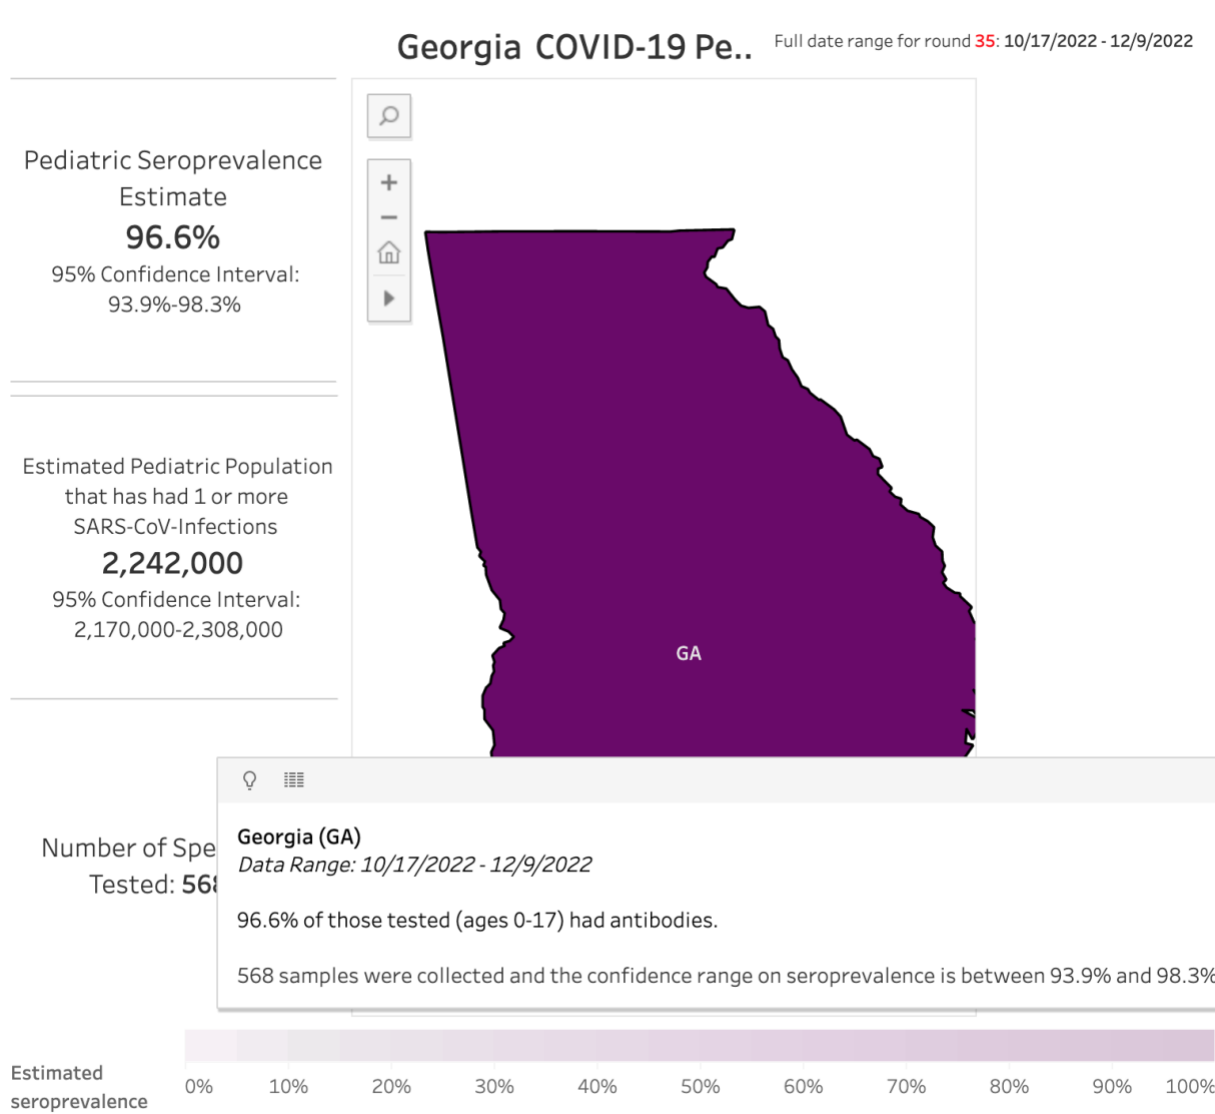 Georgia COVID-19 Pe..
Full date range for round 35: 10/17/2022 - 12/9/2022
Pediatric Seroprevalence
Estimate
96.6%
95% Confidence Interval:
93.9%-98.3%
Estimated Pediatric Population
that has had 1 or more
SARS-CoV-Infections
2,242,000
95% Confidence Interval:
2,170,000-2,308,000
Number of Spe
Tested: 568
GA
Georgia (GA)
Data Range: 10/17/2022 - 12/9/2022
96.6% of those tested (ages 0-17) had antibodies.
568 samples were collected and the confidence range on seroprevalence is between 93.9% and 98.3%
Estimated
seroprevalence
0% 10% 20% 30% 40% 50% 60% 70% 80% 90% 100%